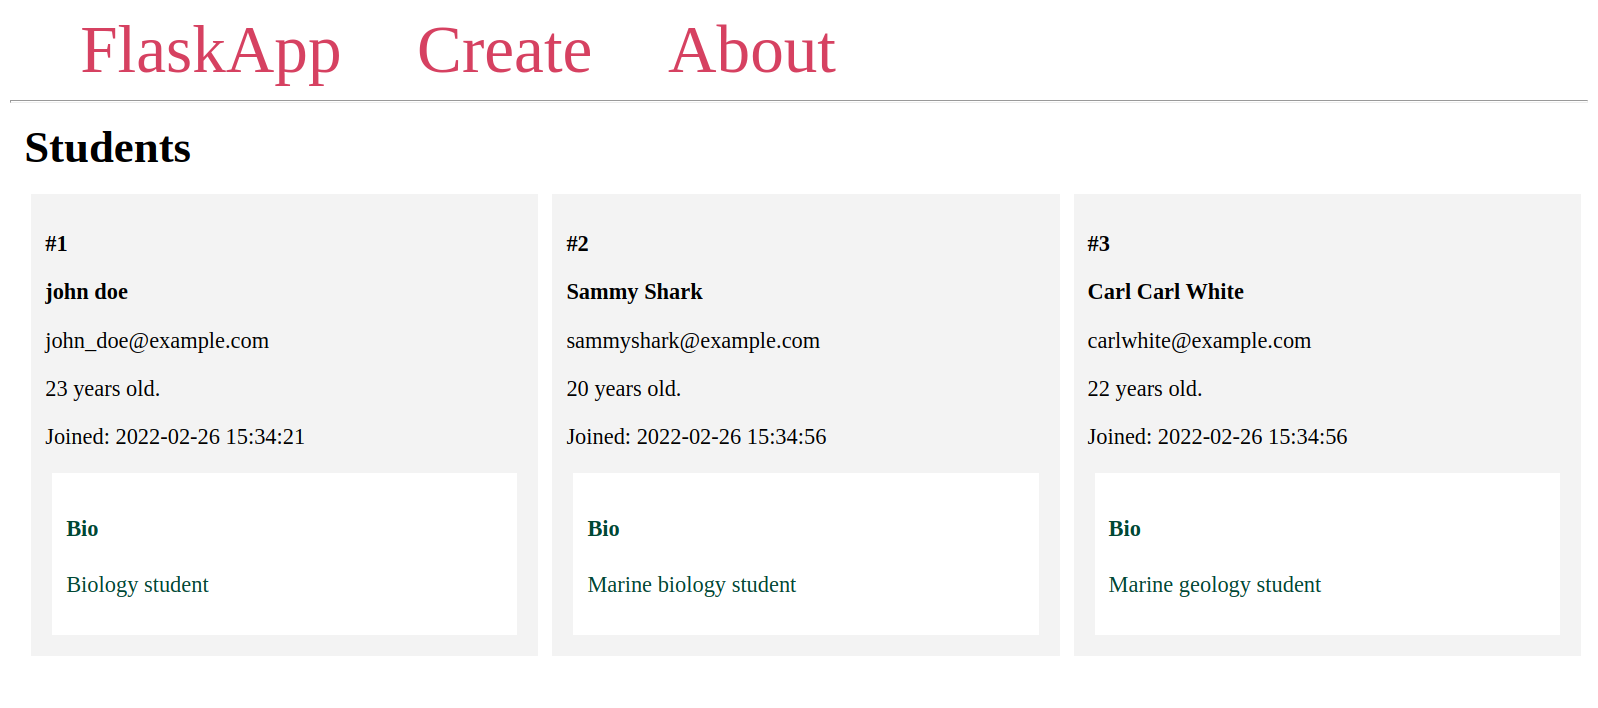 FlaskApp Create About
Students
#1
john doe
john_doe@example.com
23 years old.
Joined: 2022-02-26 15:34:21
Bio
Biology student
#2
Sammy Shark
sammyshark@example.com
20 years old.
Joined: 2022-02-26 15:34:56
Bio
Marine biology student
#3
Carl Carl White
carlwhite@example.com
22 years old.
Joined: 2022-02-26 15:34:56
Bio
Marine geology student